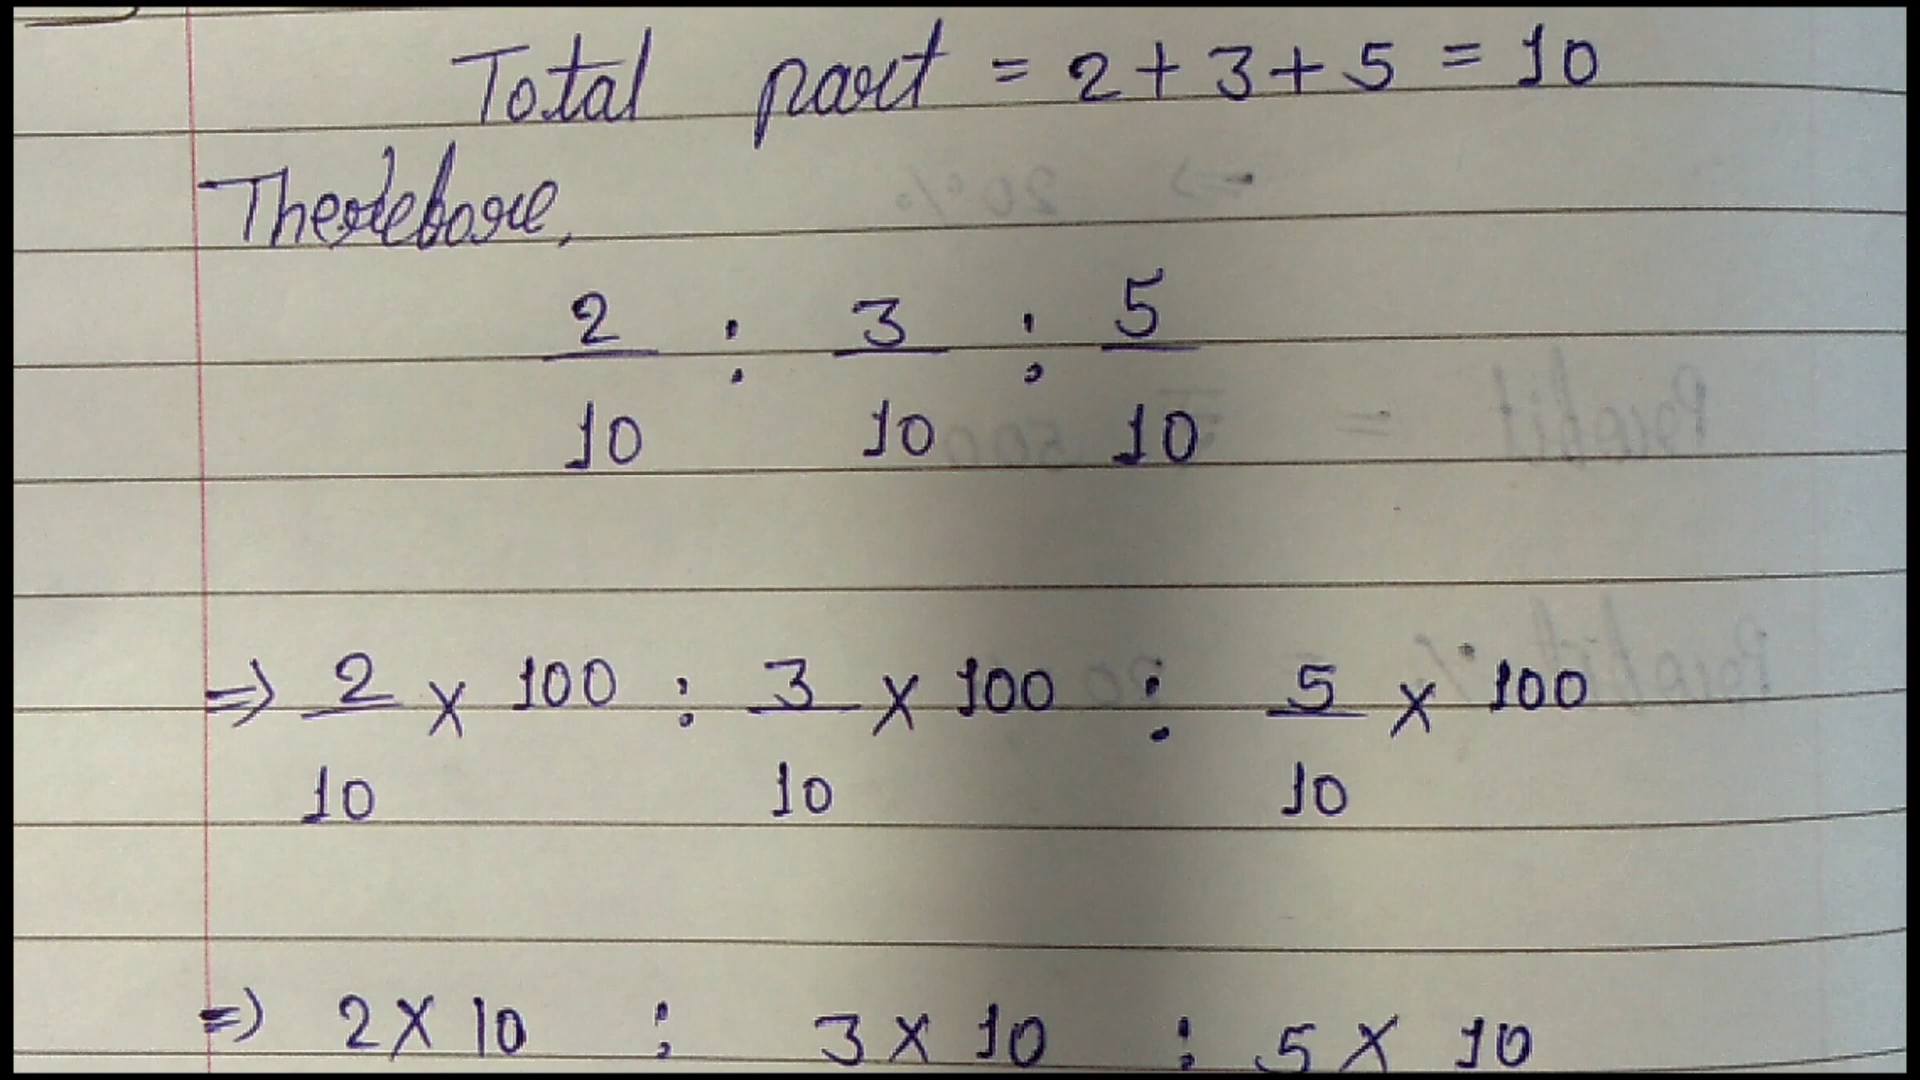 Total part = 2 + 3 + 5 = 10
Therefore,
2/10 : 3/10 : 5/10
=> 2/10 × 100 : 3/10 × 100 : 5/10 × 100
=> 2 × 10 : 3 × 10 : 5 × 10